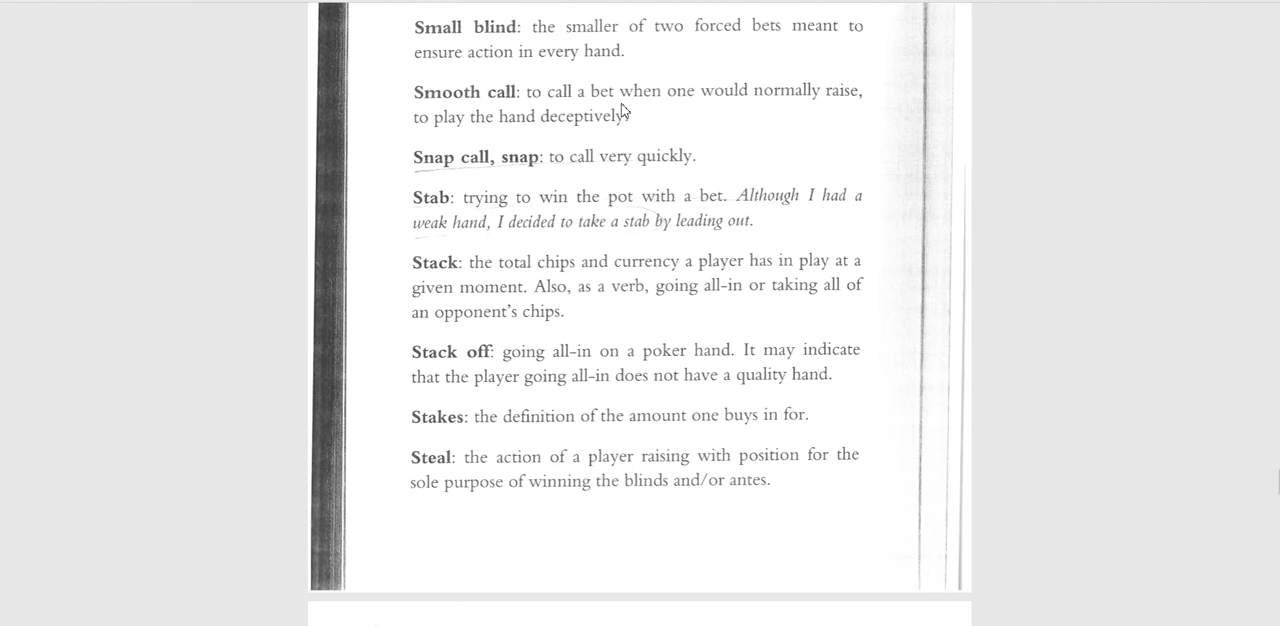 Small blind: the smaller of two forced bets meant to
ensure action in every hand.
Smooth call: to call a bet when one would normally raise,
to play the hand deceptively
Snap call, snap: to call very quickly.
Stab: trying to win the pot with a bet. Although I had a
weak hand, I decided to take a stab by leading out.
Stack: the total chips and currency a player has in play at a
given moment. Also, as a verb, going all-in or taking all of
an opponent's chips.
Stack off: going all-in on a poker hand. It may indicate
that the player going all-in does not have a quality hand.
Stakes: the definition of the amount one buys in for.
Steal: the action of a player raising with position for the
sole purpose of winning the blinds and/or antes.